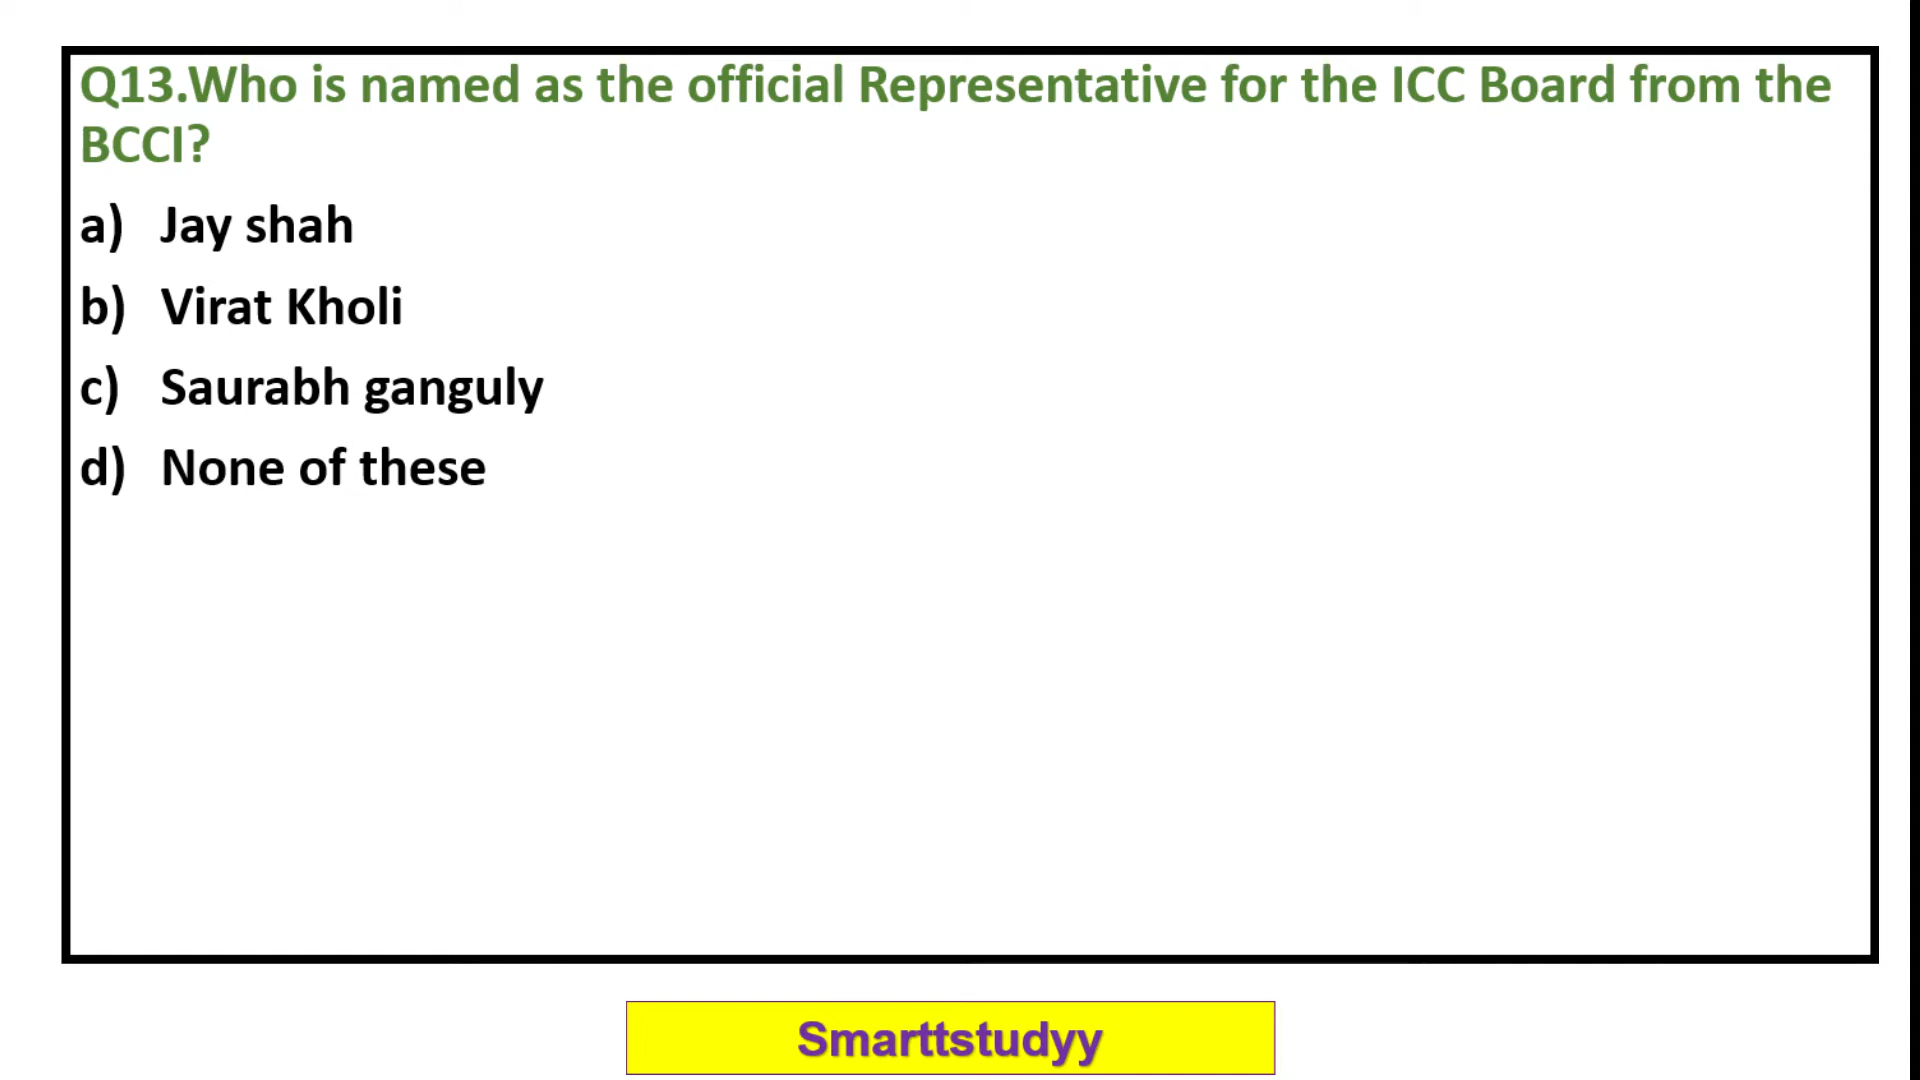 Q13.Who is named as the official Representative for the ICC Board from the
BCCI?
a) Jay shah
b) Virat Kholi
c) Saurabh ganguly
d) None of these
Smarttstudyy